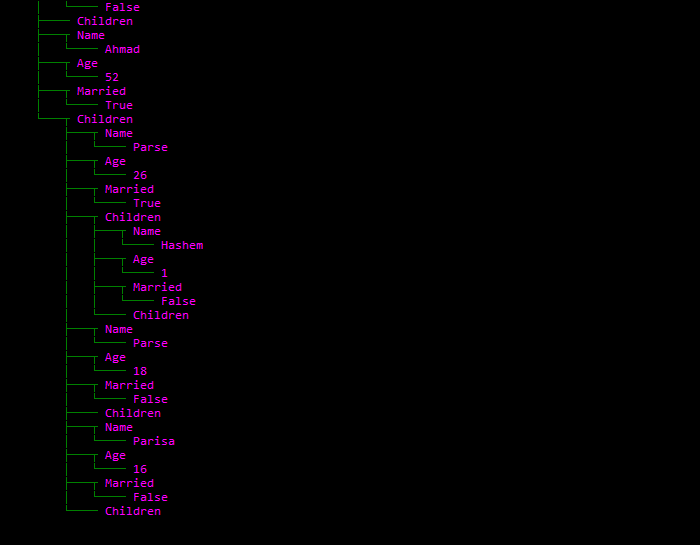 False
Children
Name
Ahmad
Age
52
Married
True
Children
Name
Parse
Age
26
Married
True
Children
Name
Hashem
Age
1
Married
False
Children
Name
Parse
Age
18
Married
False
Children
Name
Parisa
Age
16
Married
False
Children